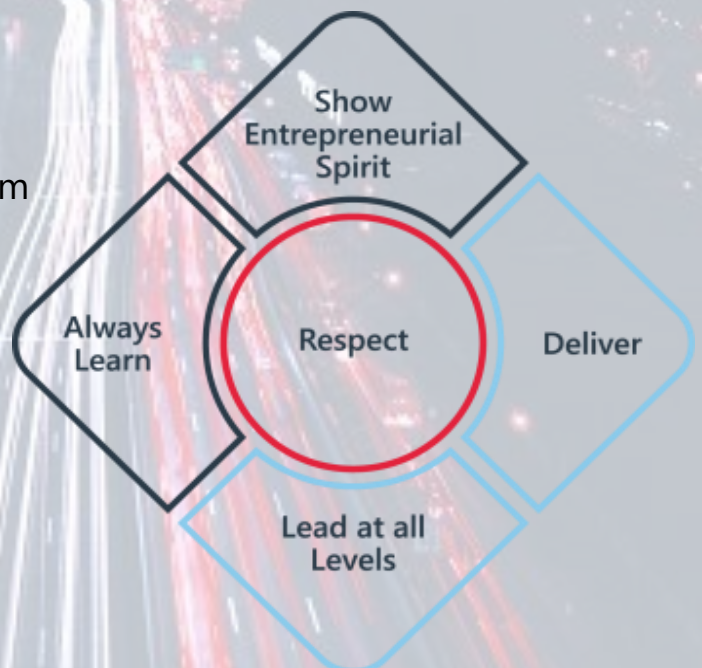 Show
Entrepreneurial
Spirit
m
Always
Learn
Respect
Deliver
Lead at all
Levels